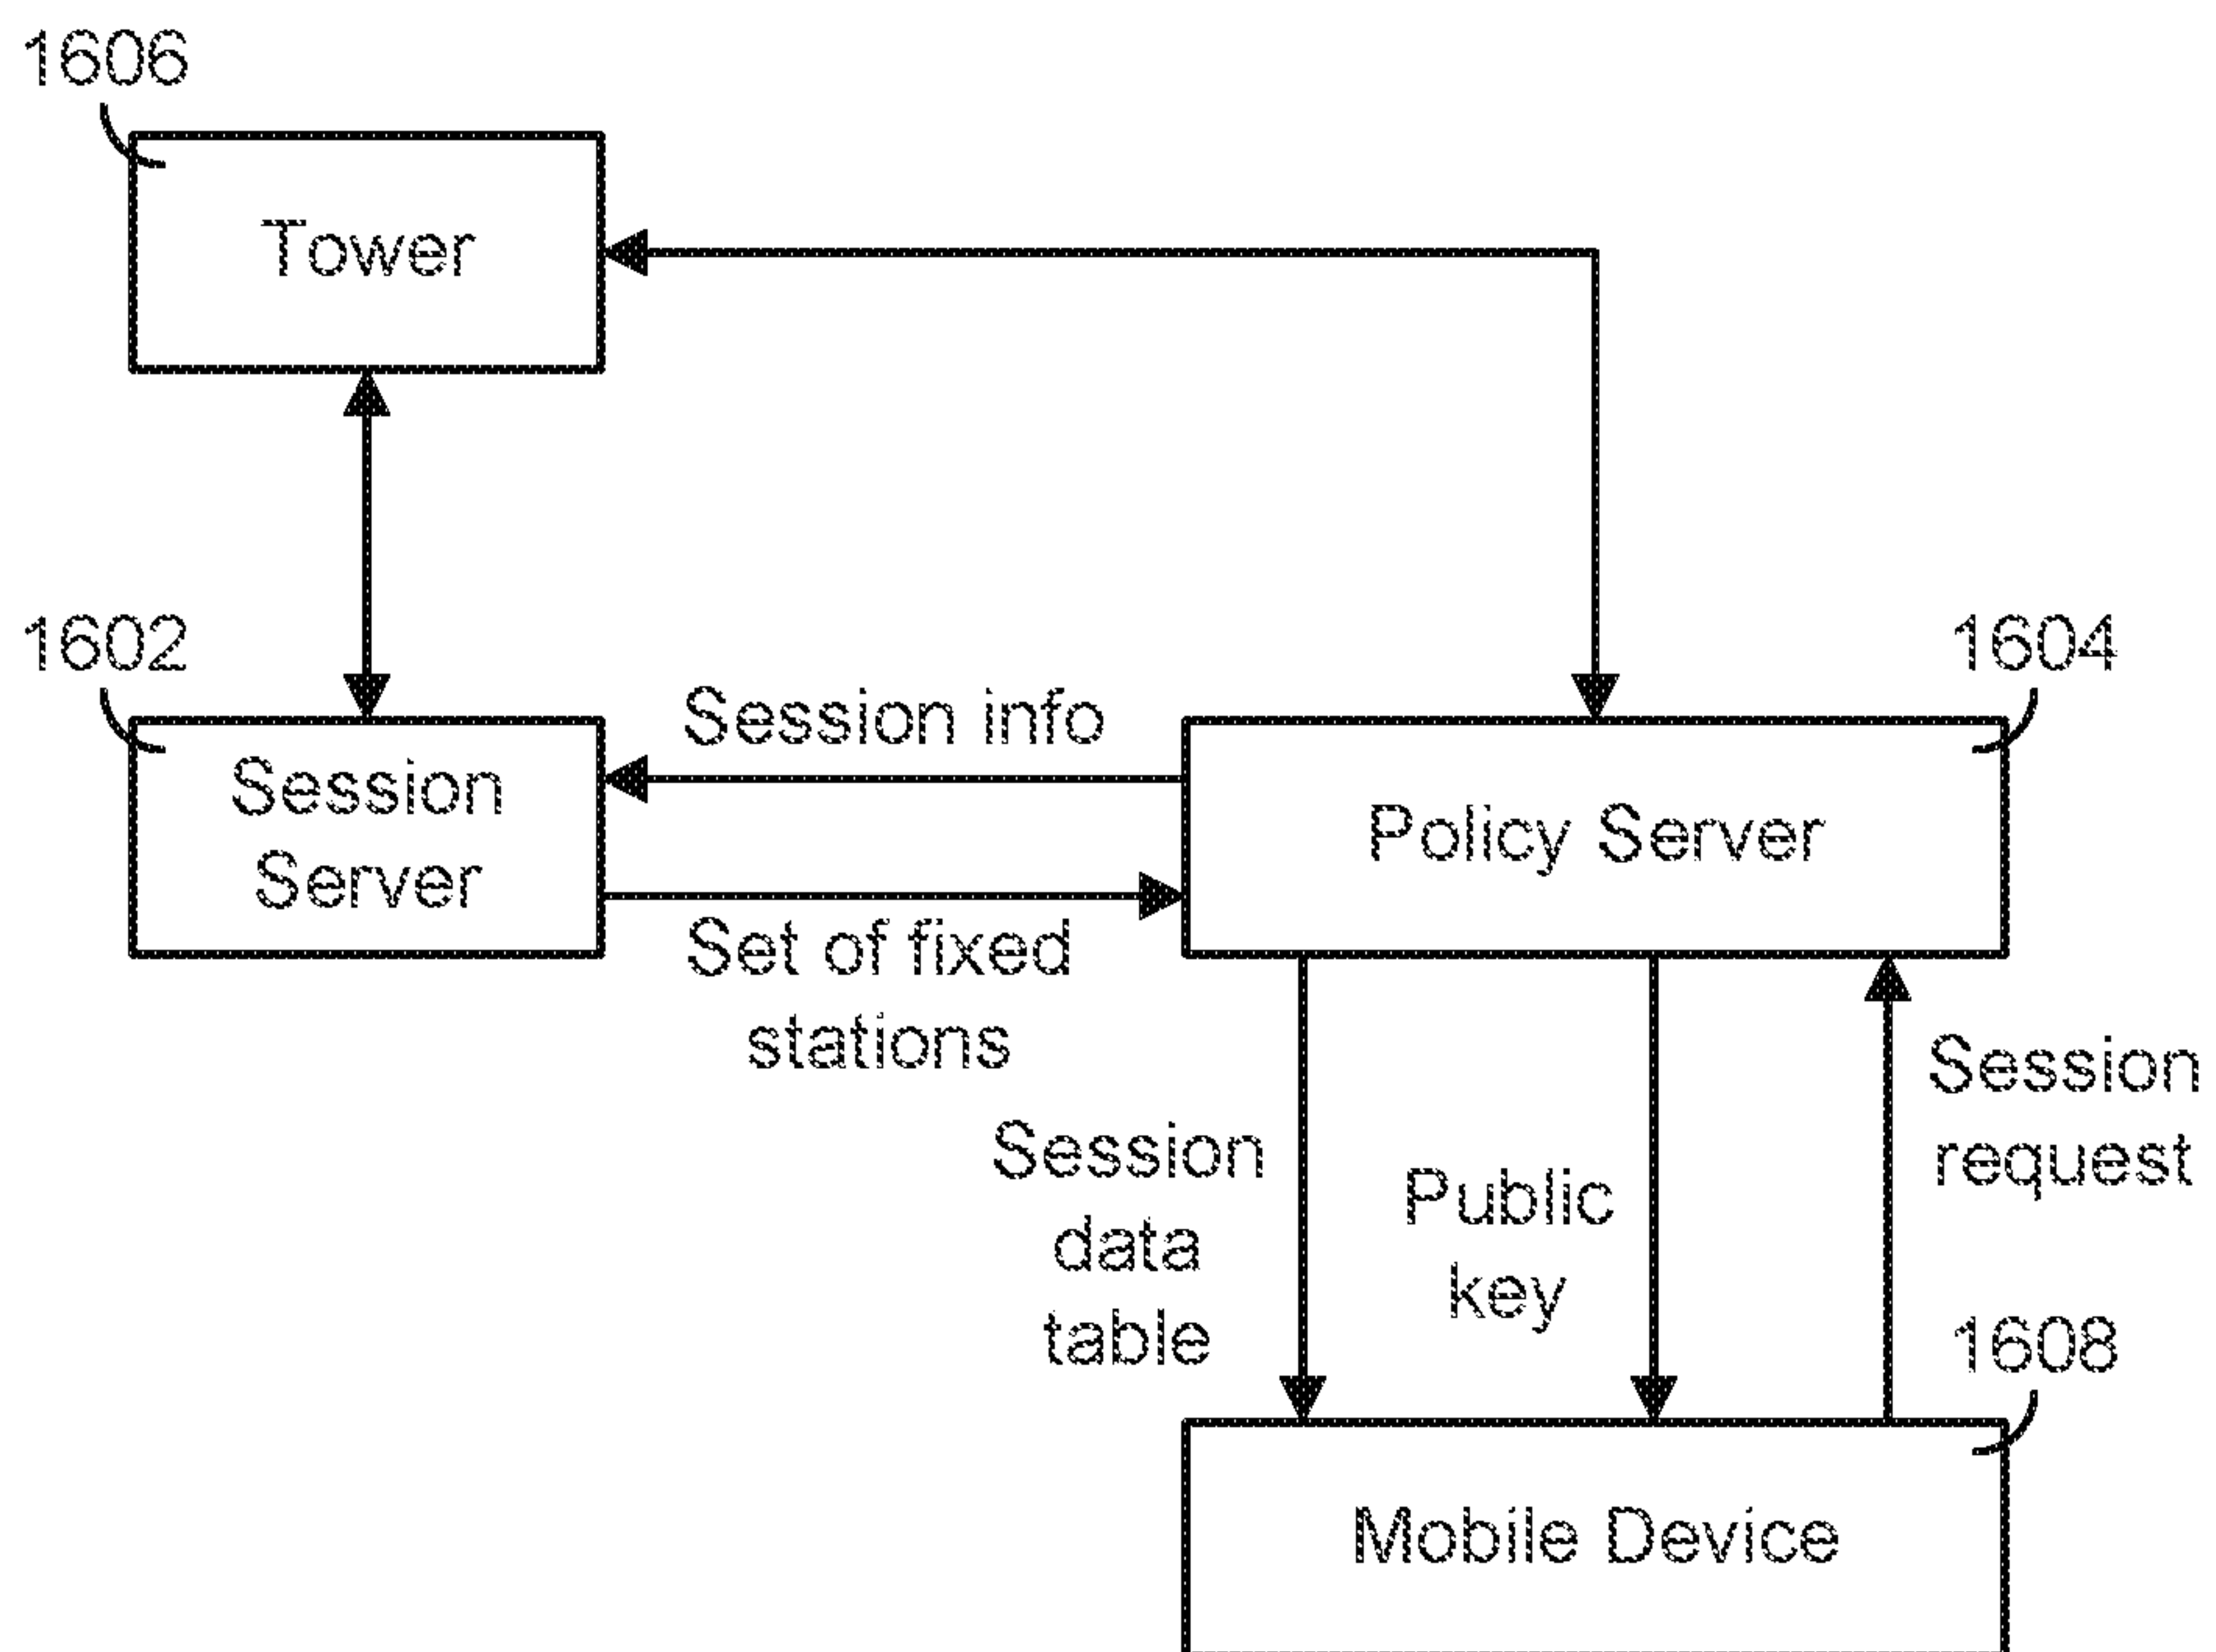 1606
Tower
1602
1604
Session info
Session
Server
Policy Server
Set of fixed
stations
Session
request
Session
data
table
Public
key
1608
Mobile Device